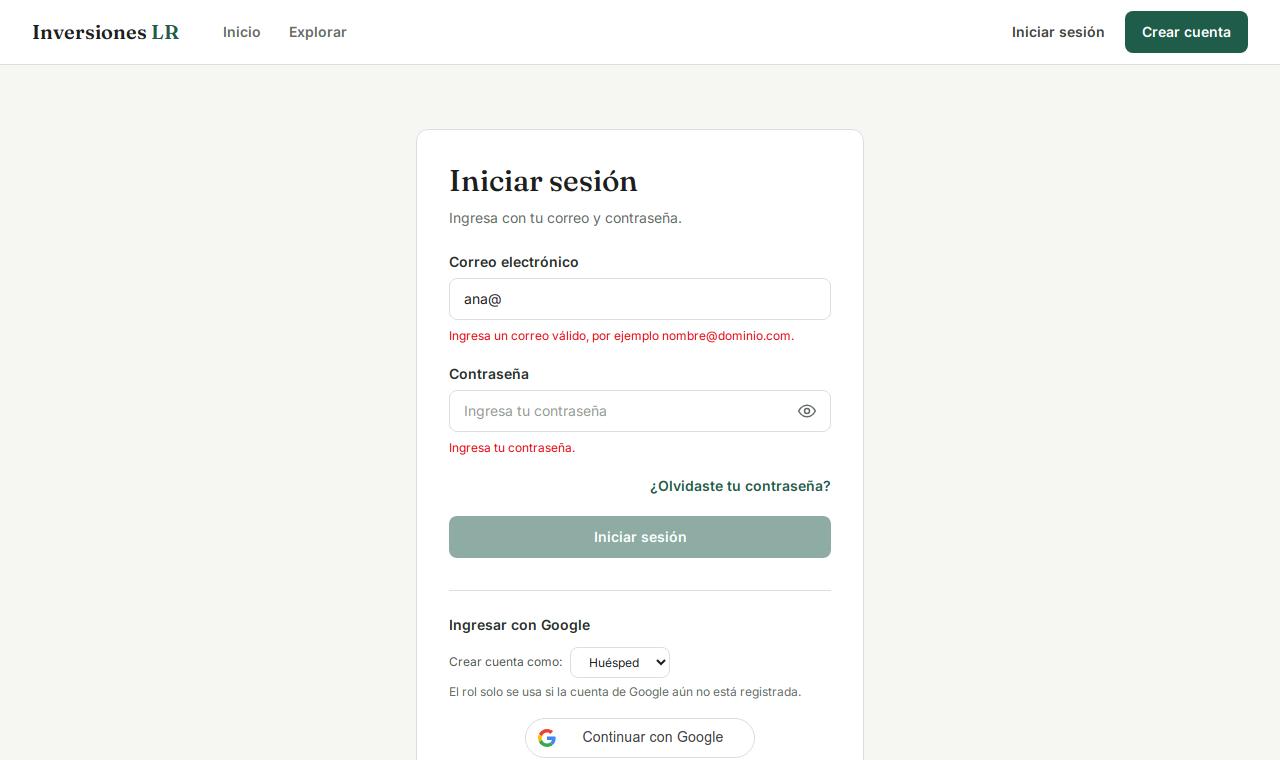 Inversiones LR
Inicio
Explorar
Iniciar sesión
Crear cuenta
Iniciar sesión
Ingresa con tu correo y contraseña.
Correo electrónico
ana@
Ingresa un correo válido, por ejemplo nombre@dominio.com.
Contraseña
Ingresa tu contraseña
Ingresa tu contraseña.
¿Olvidaste tu contraseña?
Iniciar sesión
Ingresar con Google
Crear cuenta como: Huésped
El rol solo se usa si la cuenta de Google aún no está registrada.
Continuar con Google